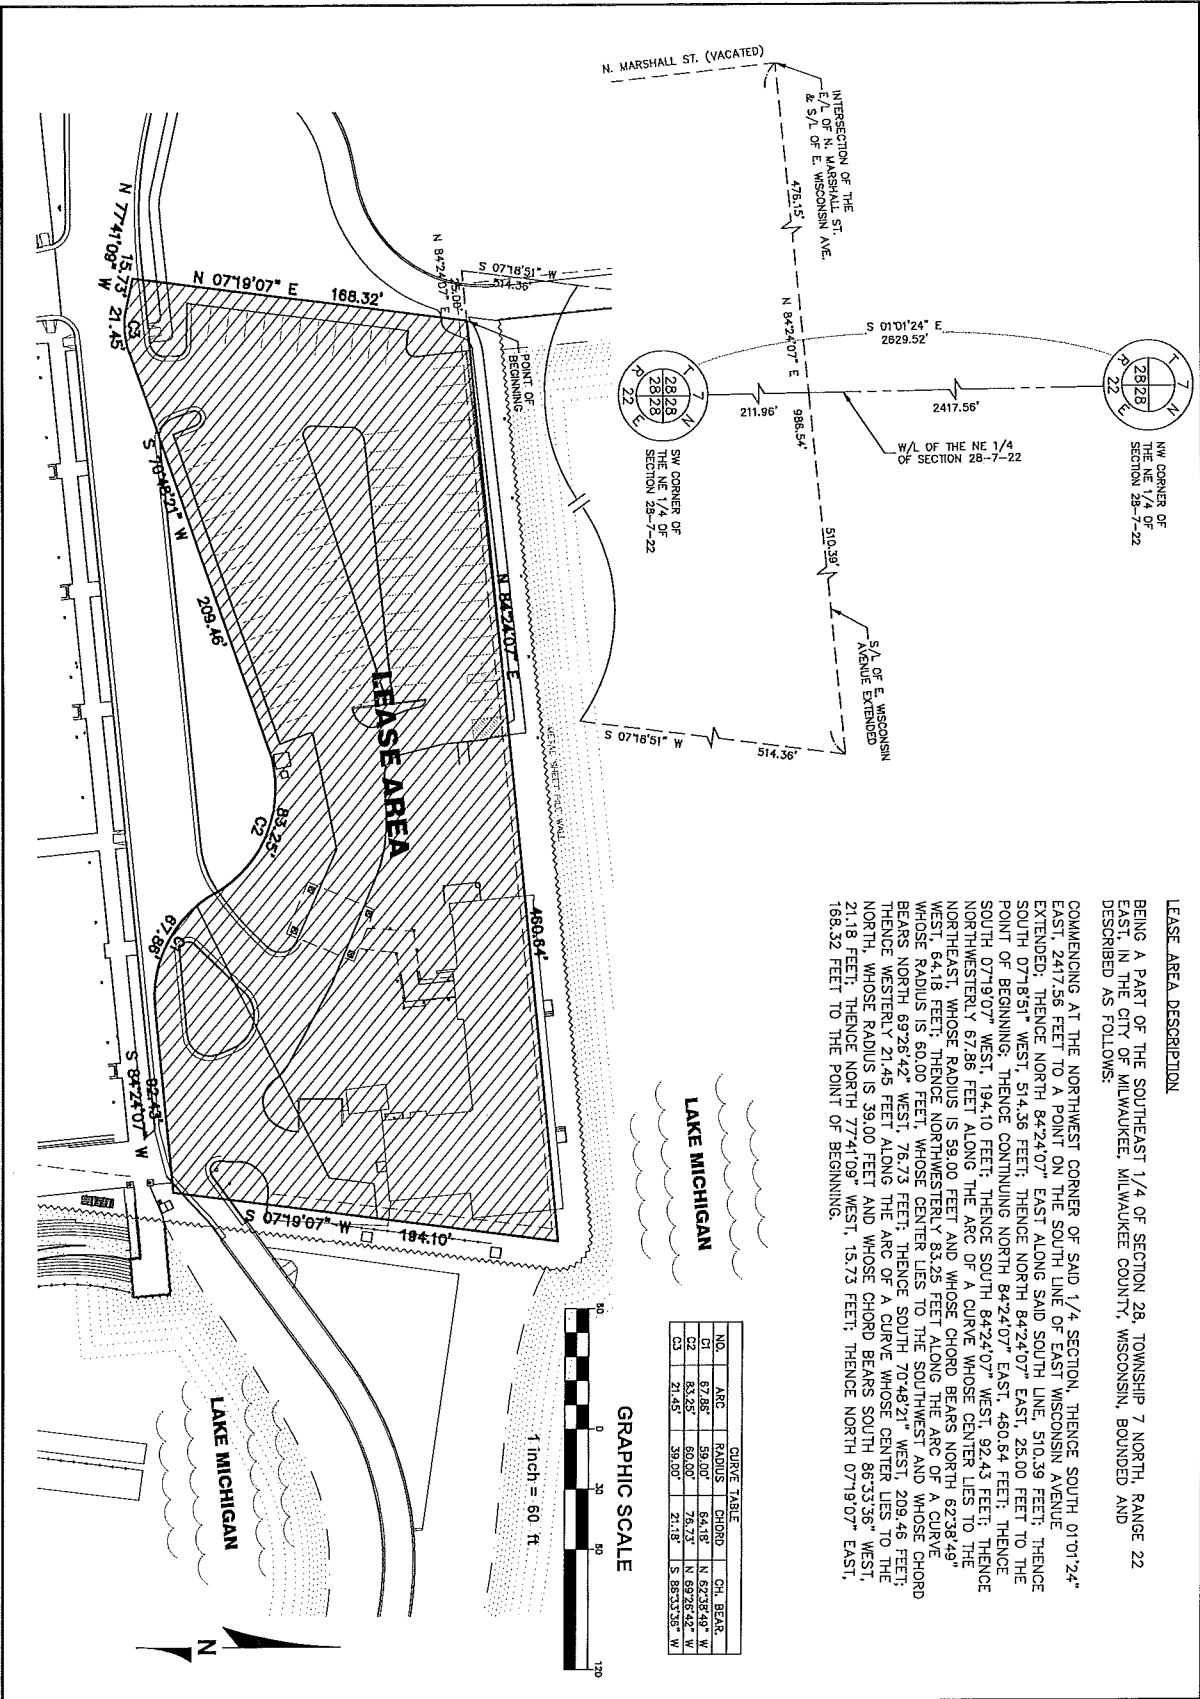 LEASE AREA DESCRIPTION
BEING A PART OF THE SOUTHEAST 1/4 OF SECTION 28, TOWNSHIP 7 NORTH, RANGE 22
EAST, IN THE CITY OF MILWAUKEE, MILWAUKEE COUNTY, WISCONSIN, BOUNDED AND
DESCRIBED AS FOLLOWS:
COMMENCING AT THE NORTHWEST CORNER OF SAID 1/4 SECTION, THENCE SOUTH 01°01'24"
EAST, 2417.56 FEET TO A POINT ON THE SOUTH LINE OF EAST WISCONSIN AVENUE
EXTENDED; THENCE NORTH 84°24'07" EAST ALONG SAID SOUTH LINE, 510.39 FEET; THENCE
SOUTH 07°18'51" WEST, 514.36 FEET; THENCE NORTH 84°24'07" EAST, 25.00 FEET TO THE
POINT OF BEGINNING; THENCE CONTINUING NORTH 84°24'07" EAST, 460.64 FEET; THENCE
SOUTH 07°19'07" WEST, 194.10 FEET; THENCE SOUTH 84°24'07" WEST, 92.43 FEET; THENCE
NORTHWESTERLY 67.86 FEET ALONG THE ARC OF A CURVE WHOSE CENTER LIES TO THE
NORTHEAST, WHOSE RADIUS IS 59.00 FEET AND WHOSE CHORD BEARS NORTH 62°38'49"
WEST, 64.18 FEET; THENCE NORTHWESTERLY 83.25 FEET ALONG THE ARC OF A CURVE
WHOSE RADIUS IS 60.00 FEET, WHOSE CENTER LIES TO THE SOUTHWEST AND WHOSE CHORD
BEARS NORTH 69°26'42" WEST, 76.73 FEET; THENCE SOUTH 70°48'21" WEST, 209.46 FEET;
THENCE WESTERLY 21.45 FEET ALONG THE ARC OF A CURVE WHOSE CENTER LIES TO THE
NORTH, WHOSE RADIUS IS 39.00 FEET AND WHOSE CHORD BEARS SOUTH 86°33'36" WEST,
21.18 FEET; THENCE NORTH 77°41'09" WEST, 15.73 FEET; THENCE NORTH 07°19'07" EAST,
168.32 FEET TO THE POINT OF BEGINNING.
NW CORNER OF
THE NE 1/4 OF
SECTION 28-7-22
T 7 N
28 28
R 22 E
2417.56'
S 01°01'24" E
2629.52'
W/L OF THE NE 1/4
OF SECTION 28-7-22
211.96'
T 7 N
28 28
28 28
R 22 E
SW CORNER OF
THE NE 1/4 OF
SECTION 28-7-22
INTERSECTION OF THE
E/L OF N. MARSHALL ST.
& S/L OF E. WISCONSIN AVE.
N. MARSHALL ST. (VACATED)
476.15'
N 84°24'07" E
986.54'
510.39'
S/L OF E. WISCONSIN
AVENUE EXTENDED
S 07°18'51" W
514.36'
S 07°18'51" W
514.36'
N 84°24'07" E
25.00'
POINT OF
BEGINNING
N 84°24'07" E
460.64'
METAL SHEET PILE WALL
N 07°19'07" E
168.32'
LEASE AREA
N 77°41'09" W
15.73'
21.45'
C3
S 70°48'21" W
209.46'
83.25'
C2
67.86'
C1
92.43'
S 84°24'07" W
S 07°19'07" W
194.10'
LAKE MICHIGAN
LAKE MICHIGAN
CURVE TABLE
NO. ARC RADIUS CHORD CH. BEAR.
C1 67.86' 59.00' 64.18' N 62°38'49" W
C2 83.25' 60.00' 76.73' N 69°26'42" W
C3 21.45' 39.00' 21.18' S 86°33'36" W
GRAPHIC SCALE
60 0 30 60 120
1 inch = 60 ft
N